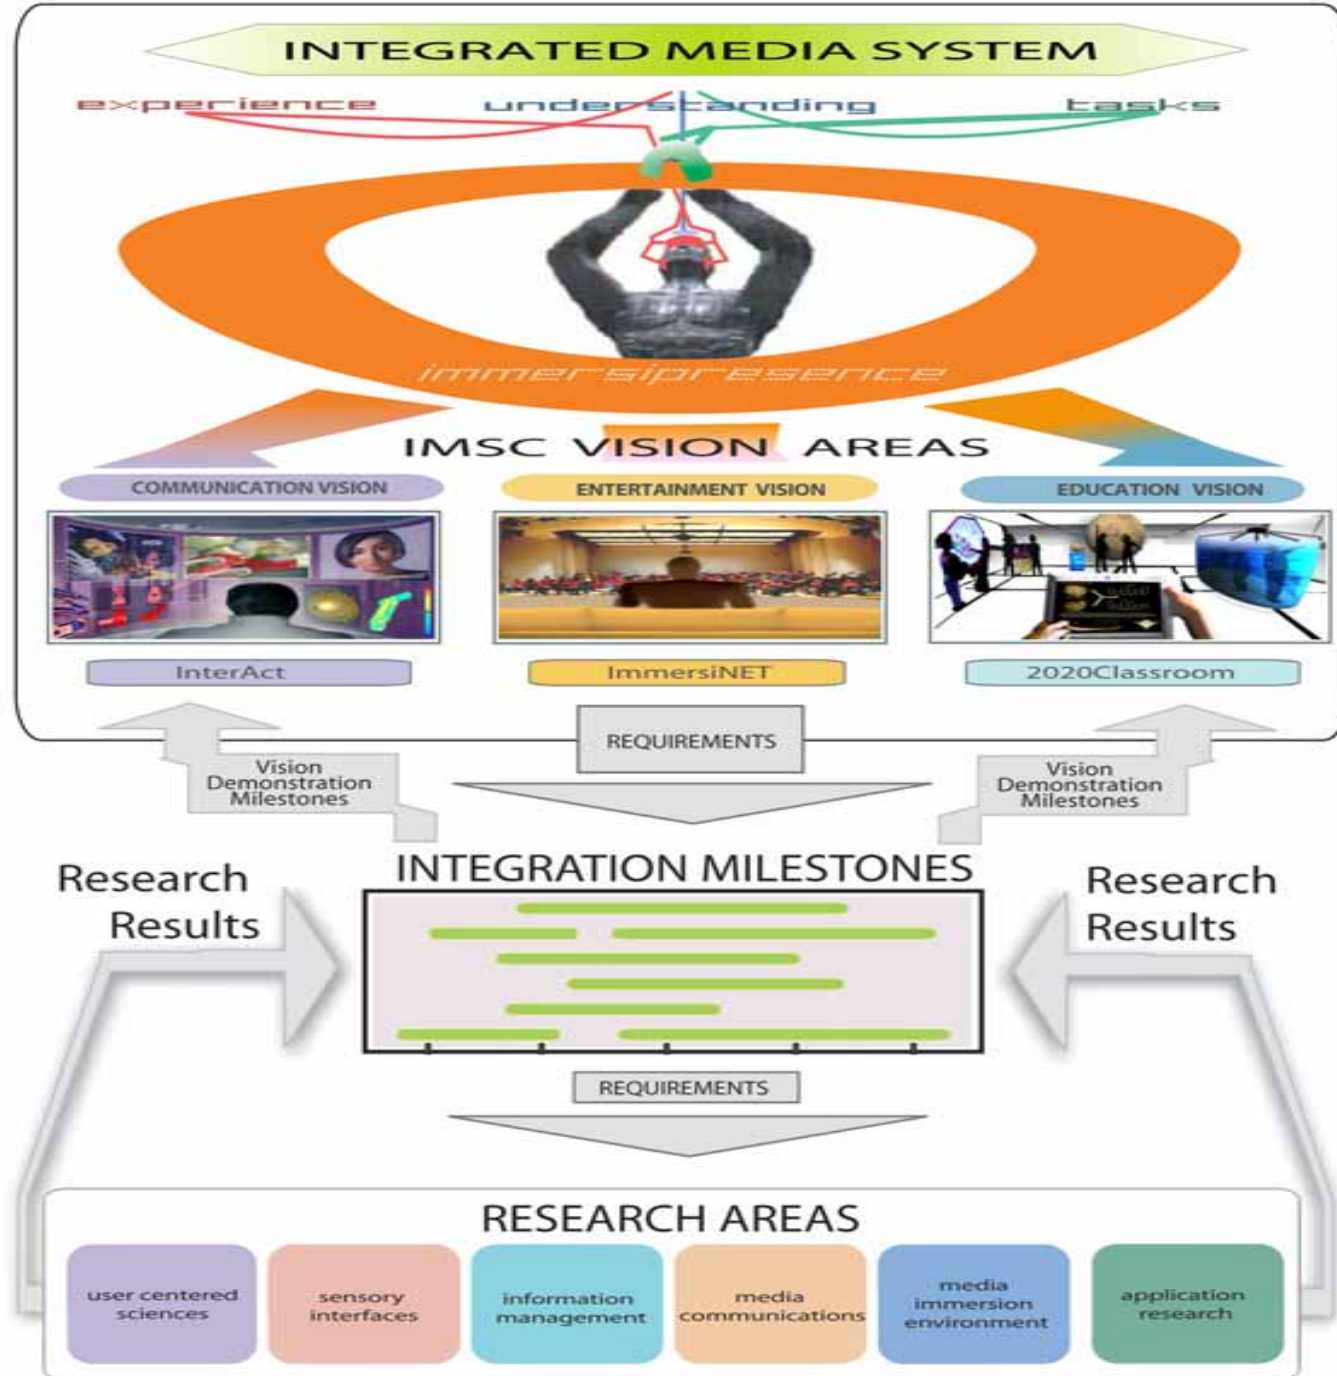 INTEGRATED MEDIA SYSTEM
experience understanding tasks
immersipresence
IMSC VISION AREAS
COMMUNICATION VISION
ENTERTAINMENT VISION
EDUCATION VISION
InterAct
ImmersiNET
2020Classroom
REQUIREMENTS
Vision
Demonstration
Milestones
Vision
Demonstration
Milestones
INTEGRATION MILESTONES
Research
Results
Research
Results
REQUIREMENTS
RESEARCH AREAS
user centered
sciences
sensory
interfaces
information
management
media
communications
media
immersion
environment
application
research